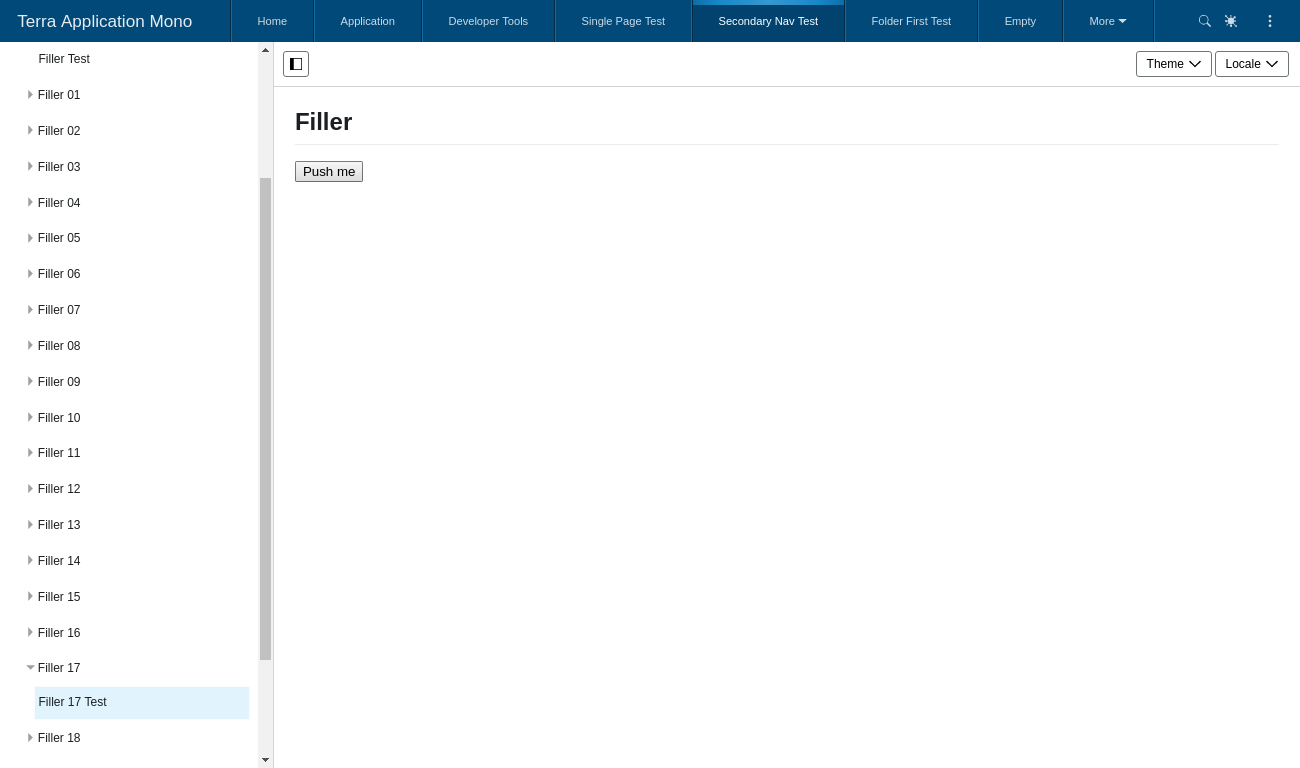 Terra Application Mono
Home
Application
Developer Tools
Single Page Test
Secondary Nav Test
Folder First Test
Empty
More
Filler Test
Filler 01
Filler 02
Filler 03
Filler 04
Filler 05
Filler 06
Filler 07
Filler 08
Filler 09
Filler 10
Filler 11
Filler 12
Filler 13
Filler 14
Filler 15
Filler 16
Filler 17
Filler 17 Test
Filler 18
Theme
Locale
Filler
Push me